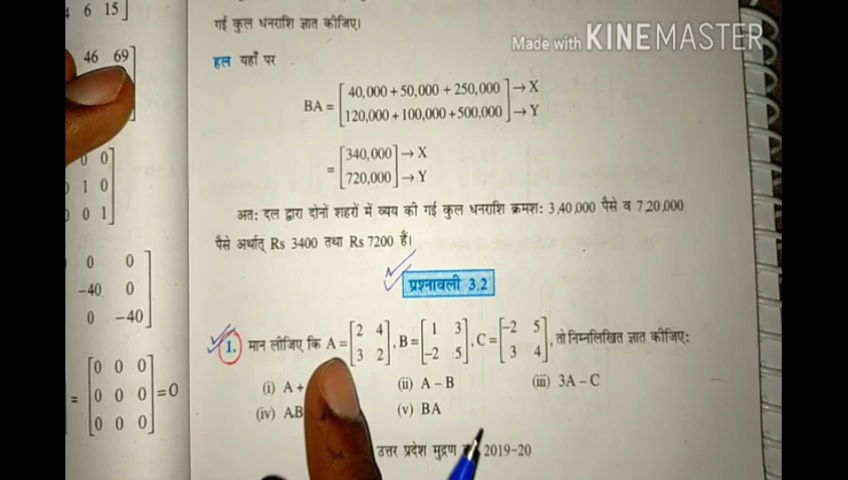 6 15
गई कुल धनराशि ज्ञात कीजिए।
Made with KINEMASTER
46 69
हल यहाँ पर
BA = [40,000 + 50,000 + 250,000] → X
[120,000 + 100,000 + 500,000] → Y
= [340,000] → X
[720,000] → Y
0 0
1 0
0 1
अतः दल द्वारा दोनों शहरों में व्यय की गई कुल धनराशि क्रमशः 3,40,000 पैसे व 7,20,000
पैसे अर्थात् Rs 3400 तथा Rs 7200 हैं।
0 0
-40 0
0 -40
प्रश्नावली 3.2
1. मान लीजिए कि A = [2 4; 3 2], B = [1 3; -2 5], C = [-2 5; 3 4], तो निम्नलिखित ज्ञात कीजिए:
(i) A + (ii) A – B (iii) 3A – C
(iv) AB (v) BA
= [0 0 0; 0 0 0; 0 0 0] = O
उत्तर प्रदेश मुद्रण 2019-20